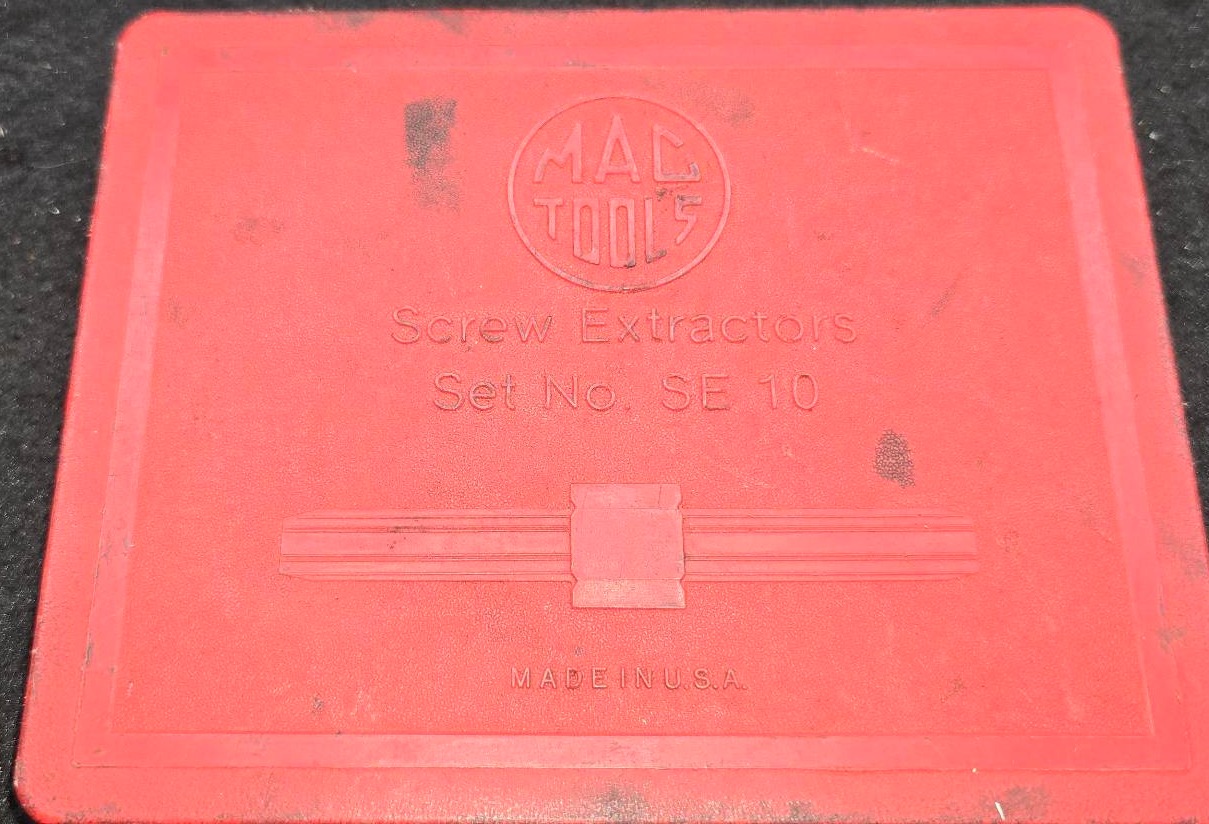 MAC
TOOLS
Screw Extractors
Set No. SE 10
MADE IN U.S.A.